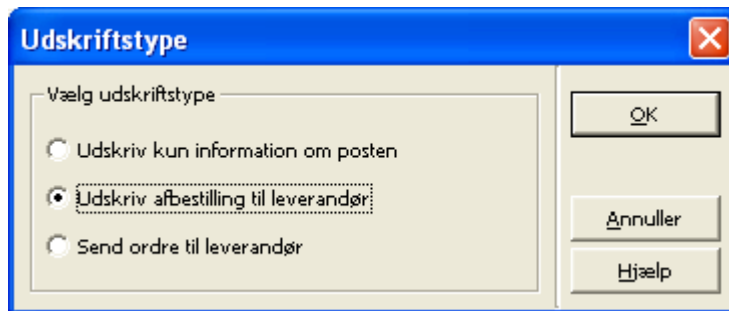 Udskriftstype
Vælg udskriftstype
Udskriv kun information om posten
Udskriv afbestilling til leverandør
Send ordre til leverandør
OK
Annuller
Hjælp